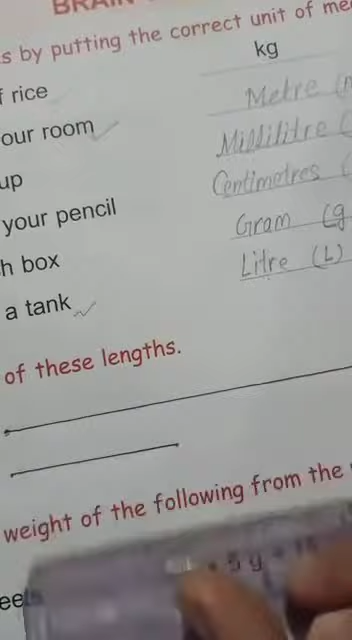 BRAIN
s by putting the correct unit of me
f rice kg
our room Metre (m
up Millilitre (
your pencil Centimetres (
h box Gram (g
a tank Litre (L)
of these lengths.
weight of the following from the